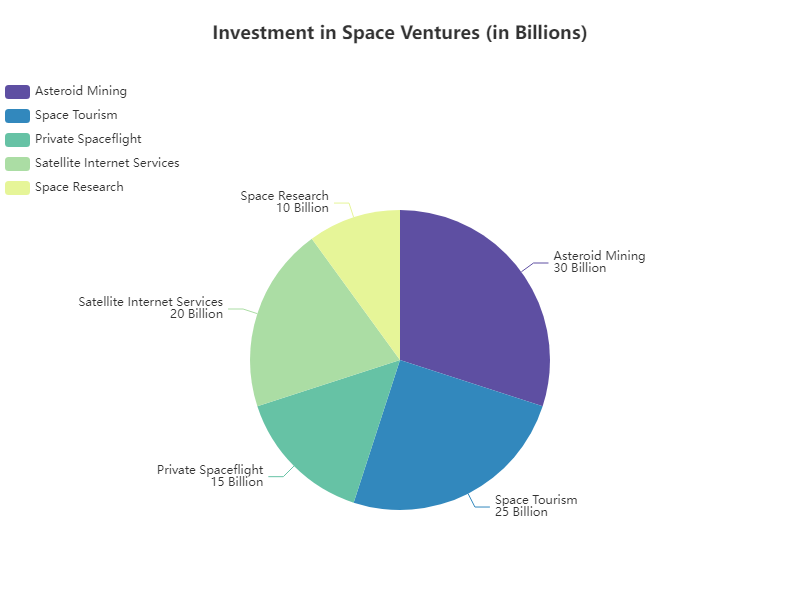 Investment in Space Ventures (in Billions)
Asteroid Mining
Space Tourism
Private Spaceflight
Satellite Internet Services
Space Research
Space Research
10 Billion
Asteroid Mining
30 Billion
Satellite Internet Services
20 Billion
Private Spaceflight
15 Billion
Space Tourism
25 Billion